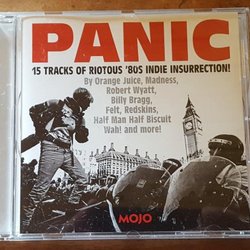 PANIC
15 TRACKS OF RIOTOUS '80S INDIE INSURRECTION!
By Orange Juice, Madness,
Robert Wyatt,
Billy Bragg,
Felt, Redskins,
Half Man Half Biscuit
Wah! and more!
MOJO